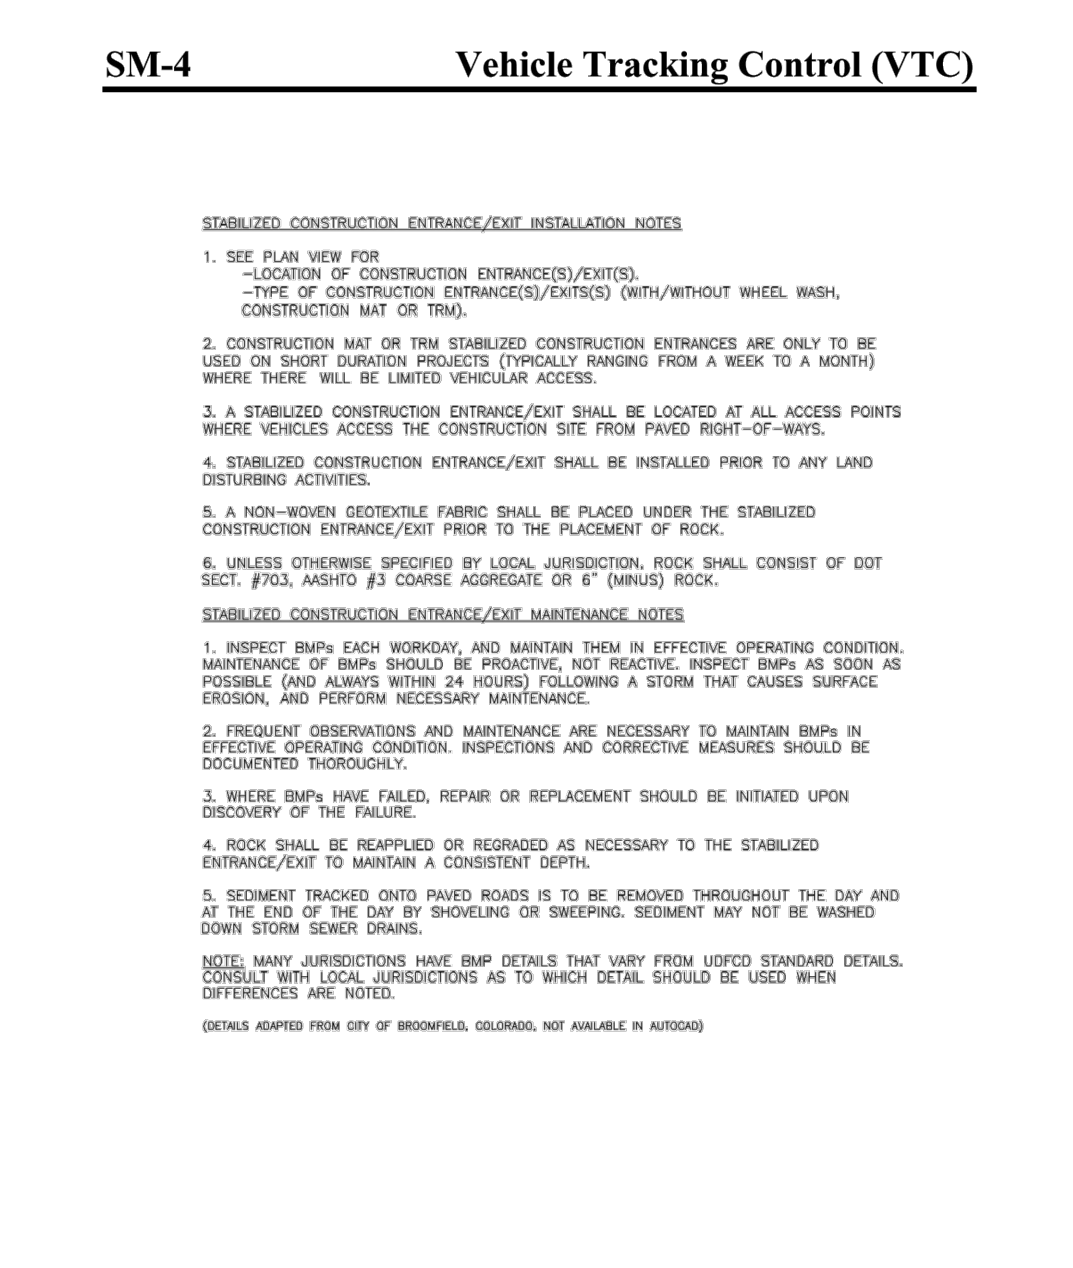 SM-4 Vehicle Tracking Control (VTC)
STABILIZED CONSTRUCTION ENTRANCE/EXIT INSTALLATION NOTES
1. SEE PLAN VIEW FOR
-LOCATION OF CONSTRUCTION ENTRANCE(S)/EXIT(S).
-TYPE OF CONSTRUCTION ENTRANCE(S)/EXITS(S) (WITH/WITHOUT WHEEL WASH,
CONSTRUCTION MAT OR TRM).
2. CONSTRUCTION MAT OR TRM STABILIZED CONSTRUCTION ENTRANCES ARE ONLY TO BE
USED ON SHORT DURATION PROJECTS (TYPICALLY RANGING FROM A WEEK TO A MONTH)
WHERE THERE WILL BE LIMITED VEHICULAR ACCESS.
3. A STABILIZED CONSTRUCTION ENTRANCE/EXIT SHALL BE LOCATED AT ALL ACCESS POINTS
WHERE VEHICLES ACCESS THE CONSTRUCTION SITE FROM PAVED RIGHT-OF-WAYS.
4. STABILIZED CONSTRUCTION ENTRANCE/EXIT SHALL BE INSTALLED PRIOR TO ANY LAND
DISTURBING ACTIVITIES.
5. A NON-WOVEN GEOTEXTILE FABRIC SHALL BE PLACED UNDER THE STABILIZED
CONSTRUCTION ENTRANCE/EXIT PRIOR TO THE PLACEMENT OF ROCK.
6. UNLESS OTHERWISE SPECIFIED BY LOCAL JURISDICTION, ROCK SHALL CONSIST OF DOT
SECT. #703, AASHTO #3 COARSE AGGREGATE OR 6" (MINUS) ROCK.
STABILIZED CONSTRUCTION ENTRANCE/EXIT MAINTENANCE NOTES
1. INSPECT BMPs EACH WORKDAY, AND MAINTAIN THEM IN EFFECTIVE OPERATING CONDITION.
MAINTENANCE OF BMPs SHOULD BE PROACTIVE, NOT REACTIVE. INSPECT BMPs AS SOON AS
POSSIBLE (AND ALWAYS WITHIN 24 HOURS) FOLLOWING A STORM THAT CAUSES SURFACE
EROSION, AND PERFORM NECESSARY MAINTENANCE.
2. FREQUENT OBSERVATIONS AND MAINTENANCE ARE NECESSARY TO MAINTAIN BMPs IN
EFFECTIVE OPERATING CONDITION. INSPECTIONS AND CORRECTIVE MEASURES SHOULD BE
DOCUMENTED THOROUGHLY.
3. WHERE BMPs HAVE FAILED, REPAIR OR REPLACEMENT SHOULD BE INITIATED UPON
DISCOVERY OF THE FAILURE.
4. ROCK SHALL BE REAPPLIED OR REGRADED AS NECESSARY TO THE STABILIZED
ENTRANCE/EXIT TO MAINTAIN A CONSISTENT DEPTH.
5. SEDIMENT TRACKED ONTO PAVED ROADS IS TO BE REMOVED THROUGHOUT THE DAY AND
AT THE END OF THE DAY BY SHOVELING OR SWEEPING. SEDIMENT MAY NOT BE WASHED
DOWN STORM SEWER DRAINS.
NOTE: MANY JURISDICTIONS HAVE BMP DETAILS THAT VARY FROM UDFCD STANDARD DETAILS.
CONSULT WITH LOCAL JURISDICTIONS AS TO WHICH DETAIL SHOULD BE USED WHEN
DIFFERENCES ARE NOTED.
(DETAILS ADAPTED FROM CITY OF BROOMFIELD, COLORADO, NOT AVAILABLE IN AUTOCAD)